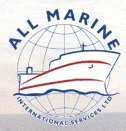 ALL MARINE
INTERNATIONAL SERVICES LTD